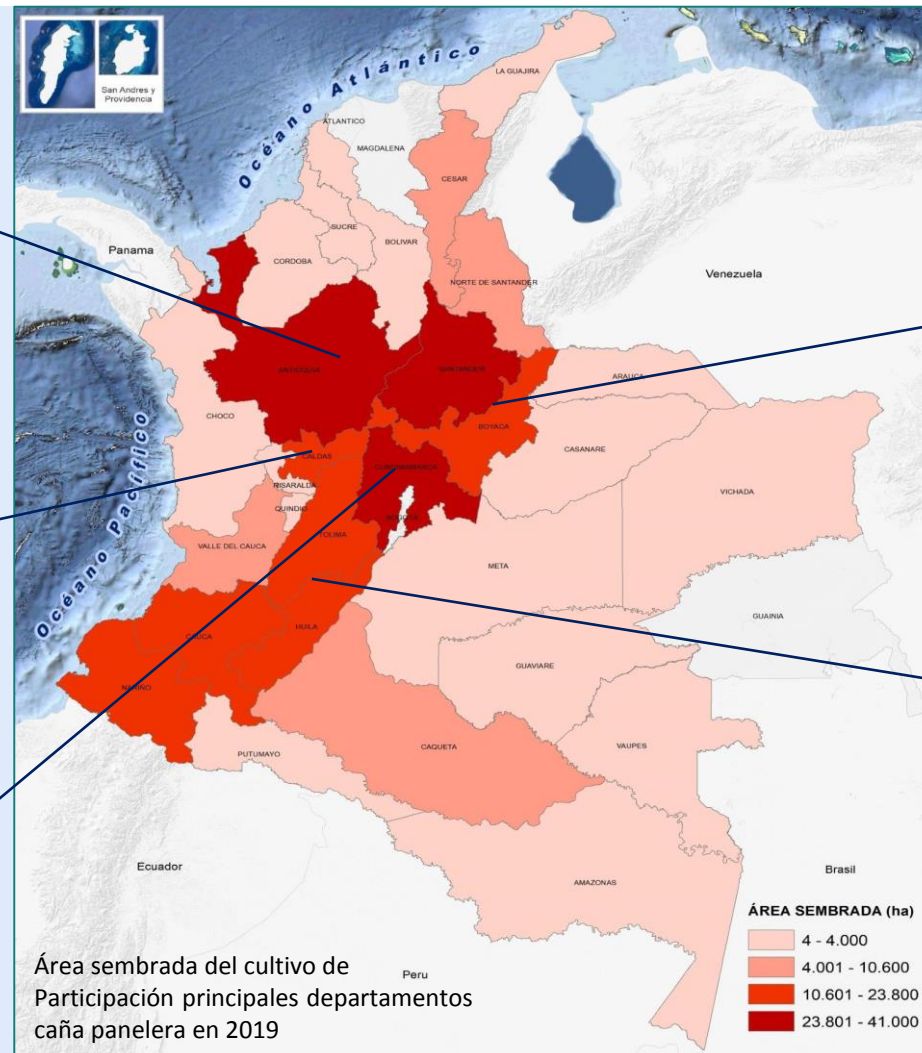 San Andres y
Providencia
Océano Atlántico
LA GUAJIRA
ATLANTICO
MAGDALENA
CESAR
Panama
SUCRE
BOLIVAR
CORDOBA
Venezuela
NORTE DE SANTANDER
ANTIOQUIA
SANTANDER
ARAUCA
CHOCO
BOYACA
CASANARE
CALDAS
CUNDINAMARCA
RISARALDA
VICHADA
QUINDIO
BOGOTA
TOLIMA
VALLE DEL CAUCA
META
Océano Pacífico
GUAINIA
HUILA
CAUCA
GUAVIARE
NARIÑO
CAQUETA
VAUPES
PUTUMAYO
Ecuador
Brasil
AMAZONAS
ÁREA SEMBRADA (ha)
4 - 4.000
4.001 - 10.600
10.601 - 23.800
23.801 - 41.000
Área sembrada del cultivo de
Peru
Participación principales departamentos
caña panelera en 2019